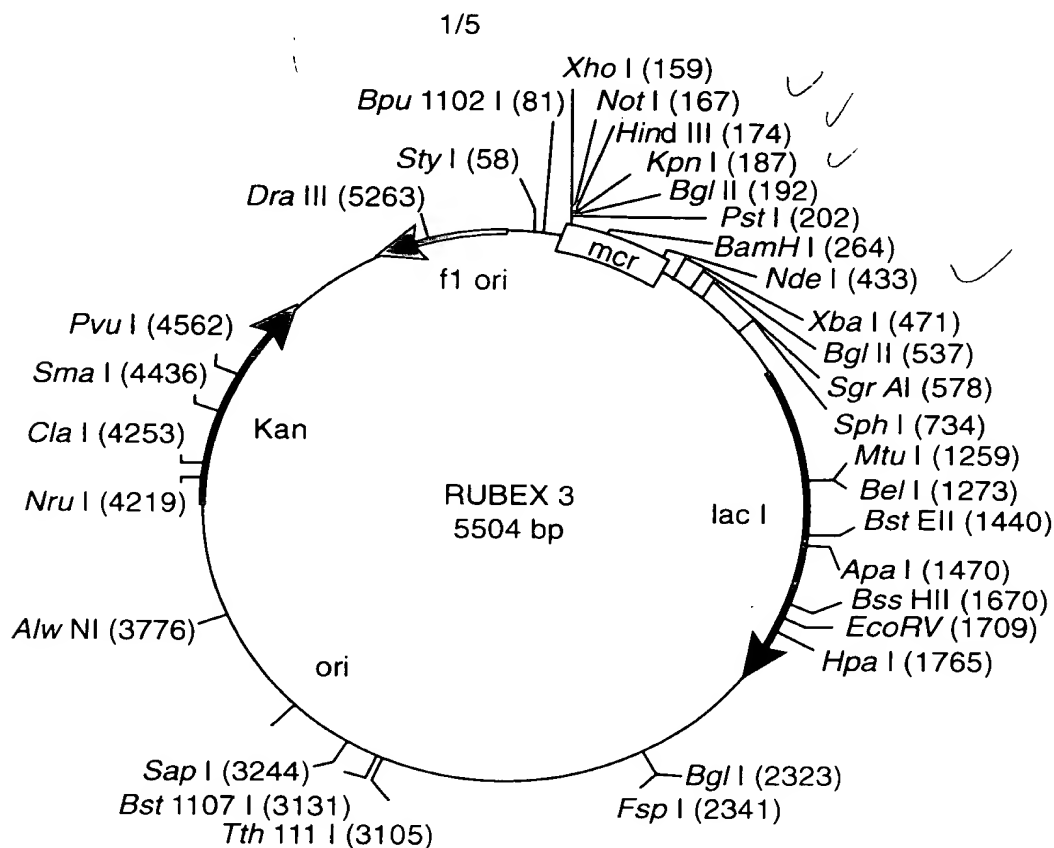 1/5
Xho I (159)
Bpu 1102 I (81)
Not I (167)
Hind III (174)
Sty I (58)
Kpn I (187)
Bgl II (192)
Dra III (5263)
Pst I (202)
BamH I (264)
mcr
Nde I (433)
f1 ori
Xba I (471)
Pvu I (4562)
Bgl II (537)
Sma I (4436)
Sgr AI (578)
Cla I (4253)
Kan
Sph I (734)
Mtu I (1259)
Nru I (4219)
RUBEX 3
5504 bp
lac I
Bel I (1273)
Bst EII (1440)
Apa I (1470)
Bss HII (1670)
Alw NI (3776)
EcoRV (1709)
ori
Hpa I (1765)
Sap I (3244)
Bgl I (2323)
Bst 1107 I (3131)
Fsp I (2341)
Tth 111 I (3105)